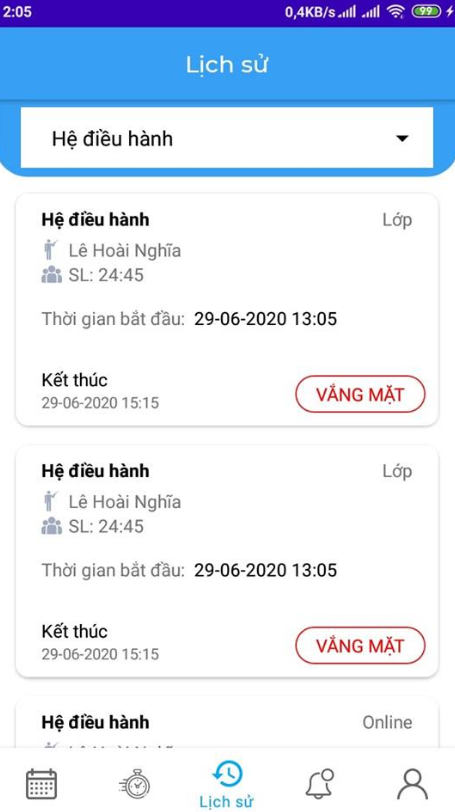 2:05 0,4KB/s 99
Lịch sử
Hệ điều hành
Hệ điều hành Lớp
Lê Hoài Nghĩa
SL: 24:45
Thời gian bắt đầu: 29-06-2020 13:05
Kết thúc
29-06-2020 15:15 VẮNG MẶT
Hệ điều hành Lớp
Lê Hoài Nghĩa
SL: 24:45
Thời gian bắt đầu: 29-06-2020 13:05
Kết thúc
29-06-2020 15:15 VẮNG MẶT
Hệ điều hành Online
Lịch sử